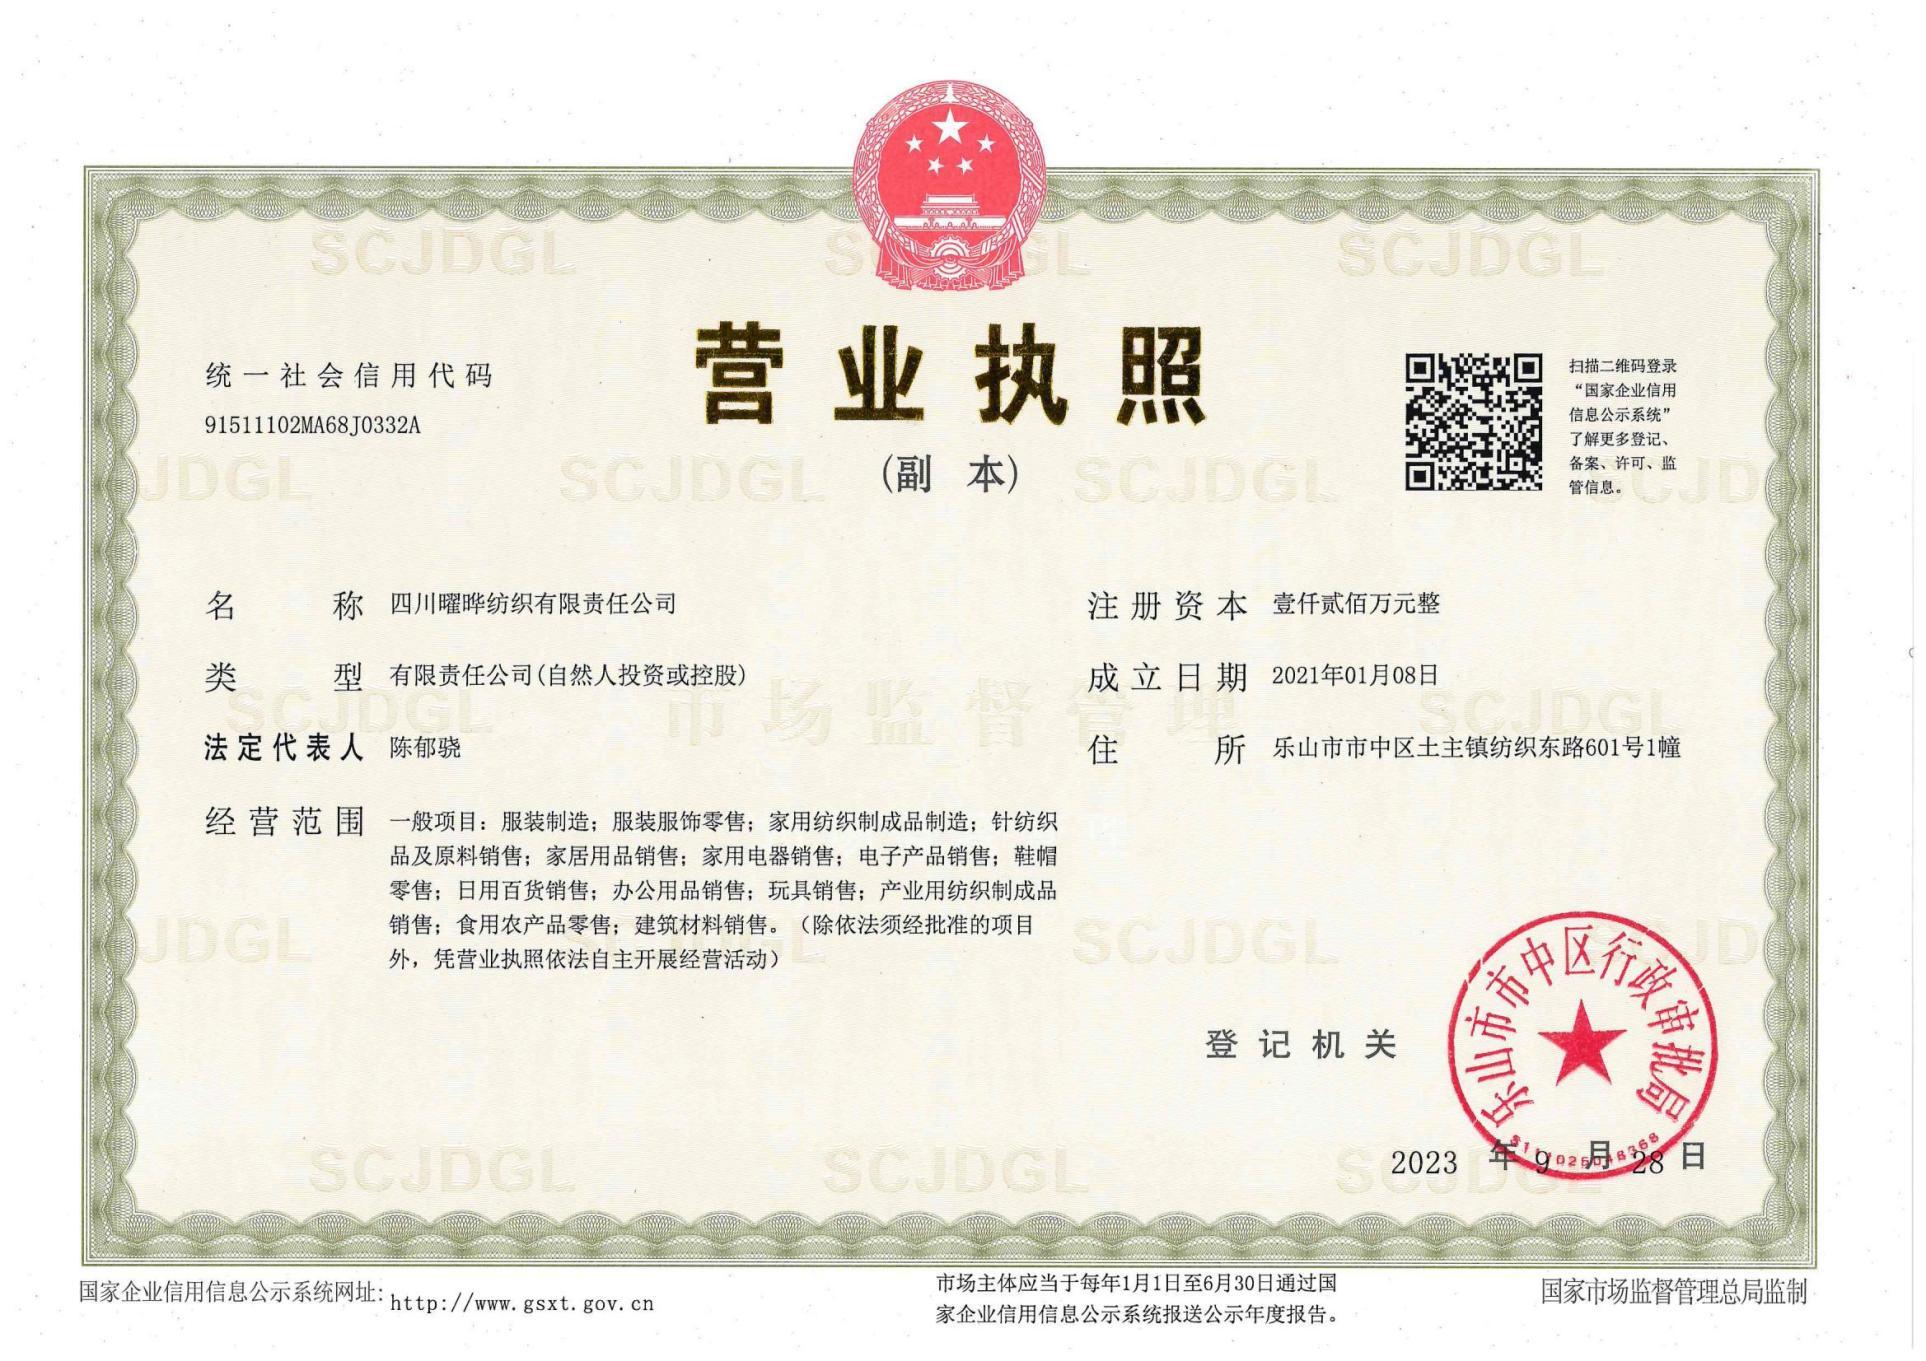 营业执照
(副 本)
统一社会信用代码
91511102MA68J0332A
扫描二维码登录
“国家企业信用
信息公示系统”
了解更多登记、
备案、许可、监
管信息。
名 称 四川曜晔纺织有限责任公司
类 型 有限责任公司(自然人投资或控股)
法定代表人 陈郁骁
经营范围 一般项目：服装制造；服装服饰零售；家用纺织制成品制造；针纺织
品及原料销售；家居用品销售；家用电器销售；电子产品销售；鞋帽
零售；日用百货销售；办公用品销售；玩具销售；产业用纺织制成品
销售；食用农产品零售；建筑材料销售。（除依法须经批准的项目
外，凭营业执照依法自主开展经营活动）
注册资本 壹仟贰佰万元整
成立日期 2021年01月08日
住 所 乐山市市中区土主镇纺织东路601号1幢
市场监督管理
SCJDGL
登记机关
乐山市市中区行政审批局
2023 年 9 月 28 日
国家企业信用信息公示系统网址: http://www.gsxt.gov.cn
市场主体应当于每年1月1日至6月30日通过国
家企业信用信息公示系统报送公示年度报告。
国家市场监督管理总局监制